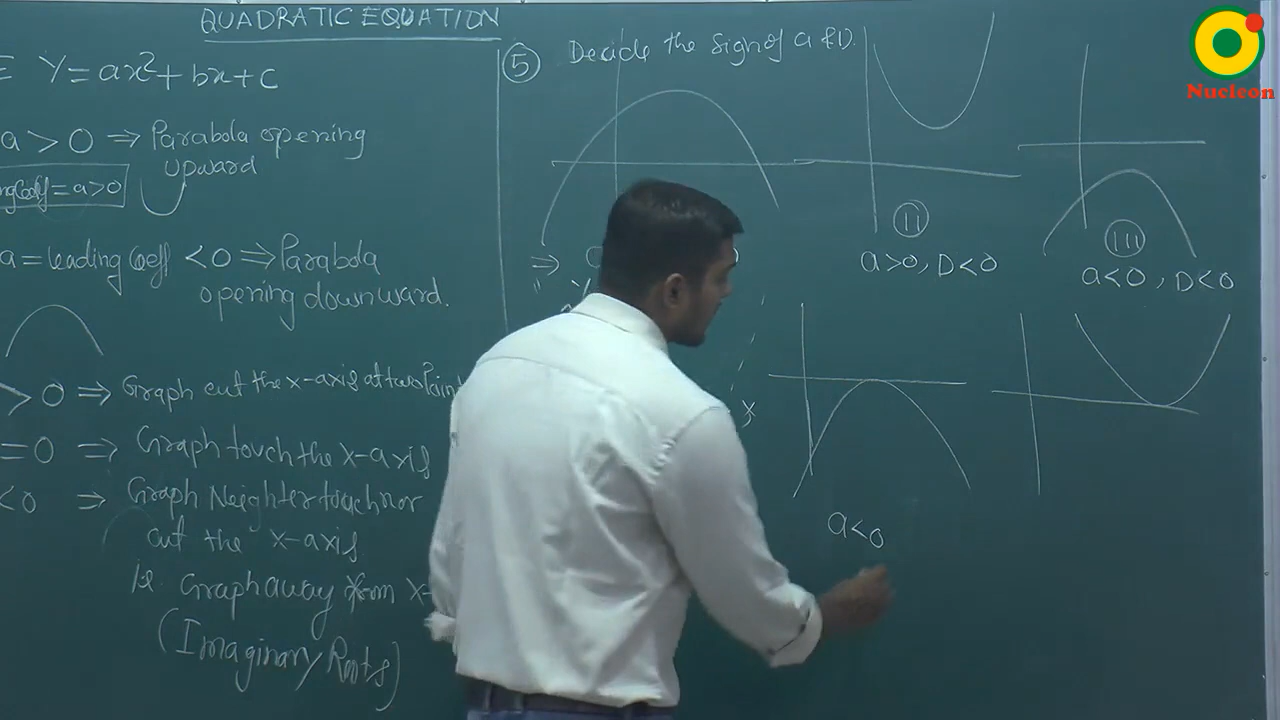 QUADRATIC EQUATION
Y = ax² + bx + c
a > 0 ⇒ Parabola opening
upward
= a>0
a = leading Coeff < 0 ⇒ Parabola
opening downward.
> 0 ⇒ Graph cut the x-axis at two Point
= 0 ⇒ Graph touch the x-axis
< 0 ⇒ Graph Neighter touch nor
cut the x-axis
ie. Graph away from x-
(Imaginary Roots)
5 Decide the sign of a & D.
⇒
II
a>0, D<0
III
a<0, D<0
x
a<0
Nucleon